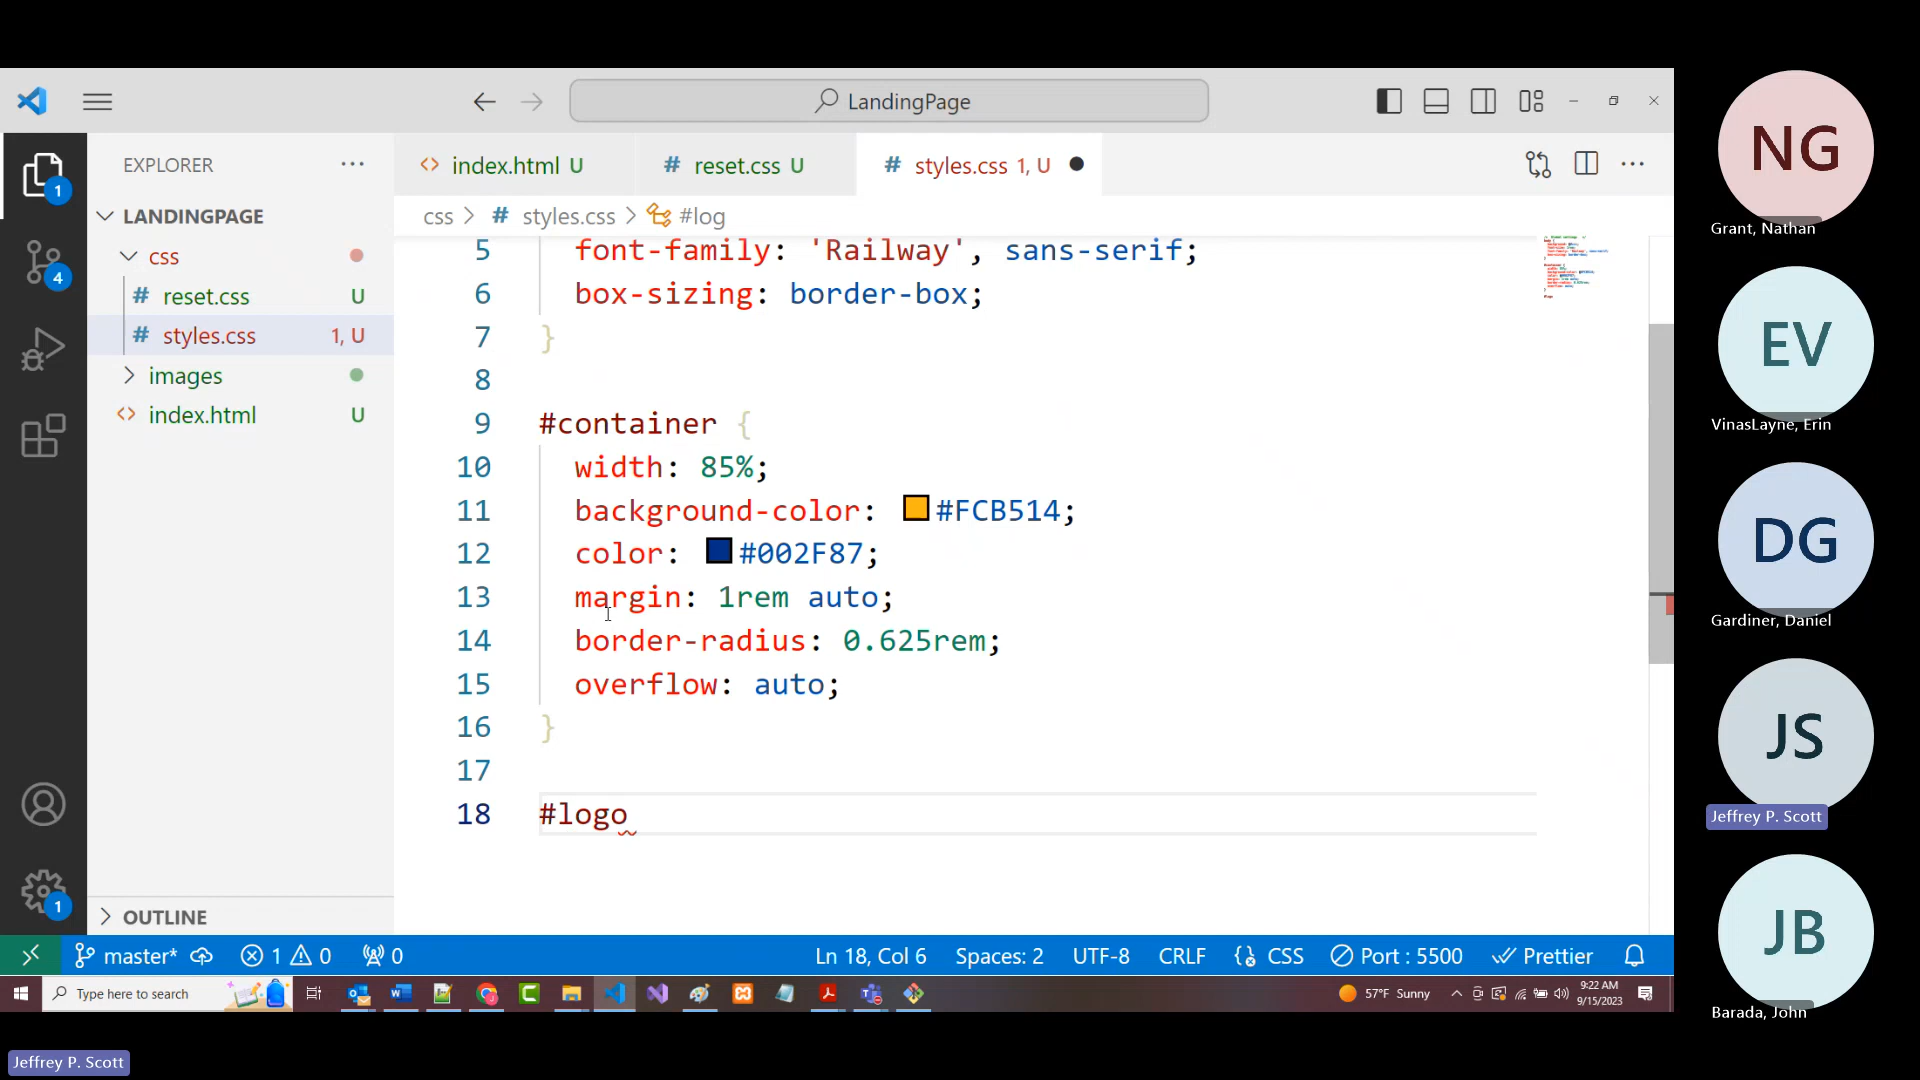 LandingPage
EXPLORER
index.html U
reset.css U
styles.css 1, U
LANDINGPAGE
css > # styles.css > #log
css
# reset.css U
# styles.css 1, U
images
index.html U
OUTLINE
1
4
1
5 font-family: 'Railway', sans-serif;
6 box-sizing: border-box;
7 }
8
9 #container {
10 width: 85%;
11 background-color: #FCB514;
12 color: #002F87;
13 margin: 1rem auto;
14 border-radius: 0.625rem;
15 overflow: auto;
16 }
17
18 #logo
master* 1 0 0 Ln 18, Col 6 Spaces: 2 UTF-8 CRLF CSS Port : 5500 Prettier
Type here to search
57°F Sunny
9:22 AM
9/15/2023
NG
Grant, Nathan
EV
VinasLayne, Erin
DG
Gardiner, Daniel
JS
Jeffrey P. Scott
JB
Barada, John
Jeffrey P. Scott